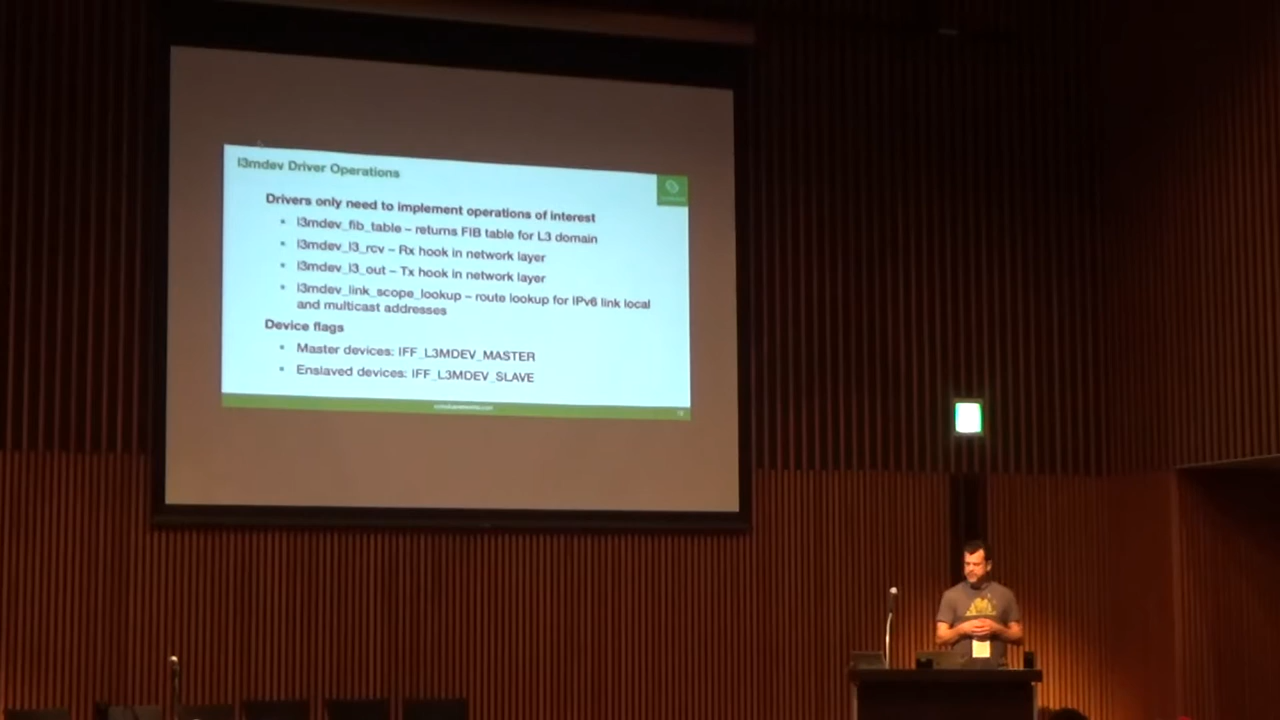 l3mdev Driver Operations
Drivers only need to implement operations of interest
• l3mdev_fib_table – returns FIB table for L3 domain
• l3mdev_l3_rcv – Rx hook in network layer
• l3mdev_l3_out – Tx hook in network layer
• l3mdev_link_scope_lookup – route lookup for IPv6 link local
and multicast addresses
Device flags
• Master devices: IFF_L3MDEV_MASTER
• Enslaved devices: IFF_L3MDEV_SLAVE